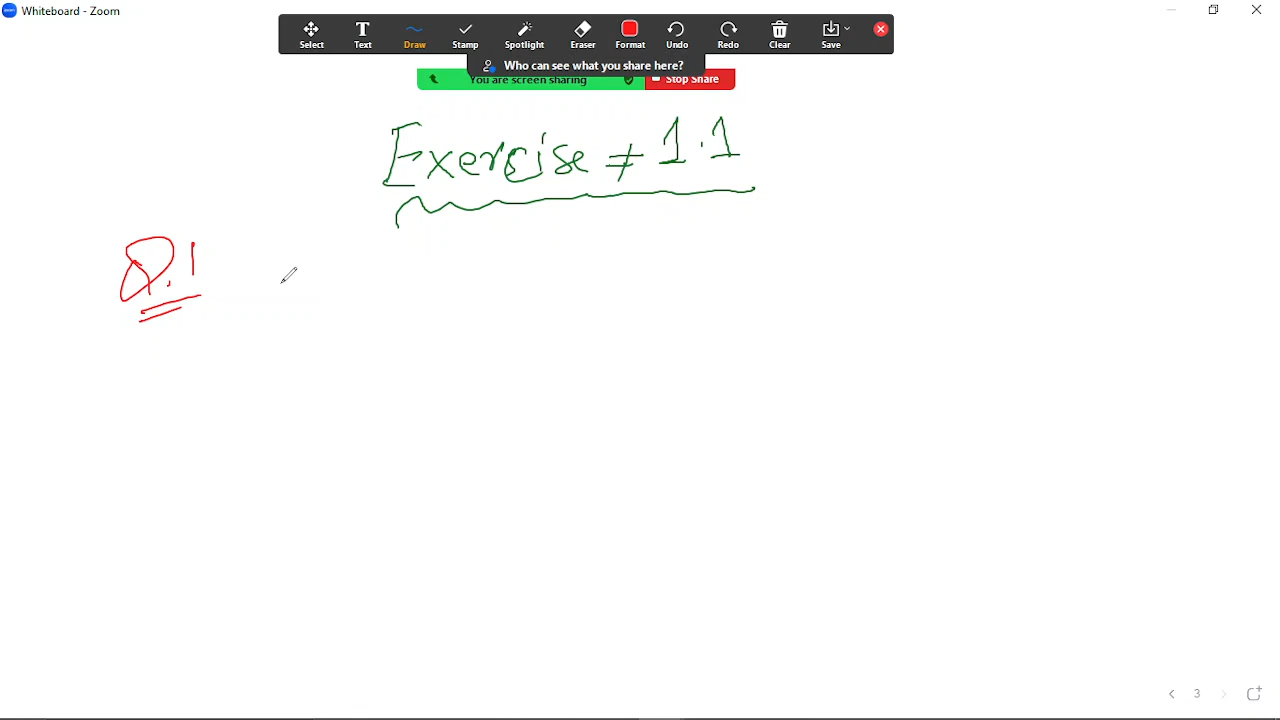 Whiteboard - Zoom
Select Text Draw Stamp Spotlight Eraser Format Undo Redo Clear Save
Who can see what you share here?
You are screen sharing Stop Share
Exercise ≠ 1.1
Q.1
3